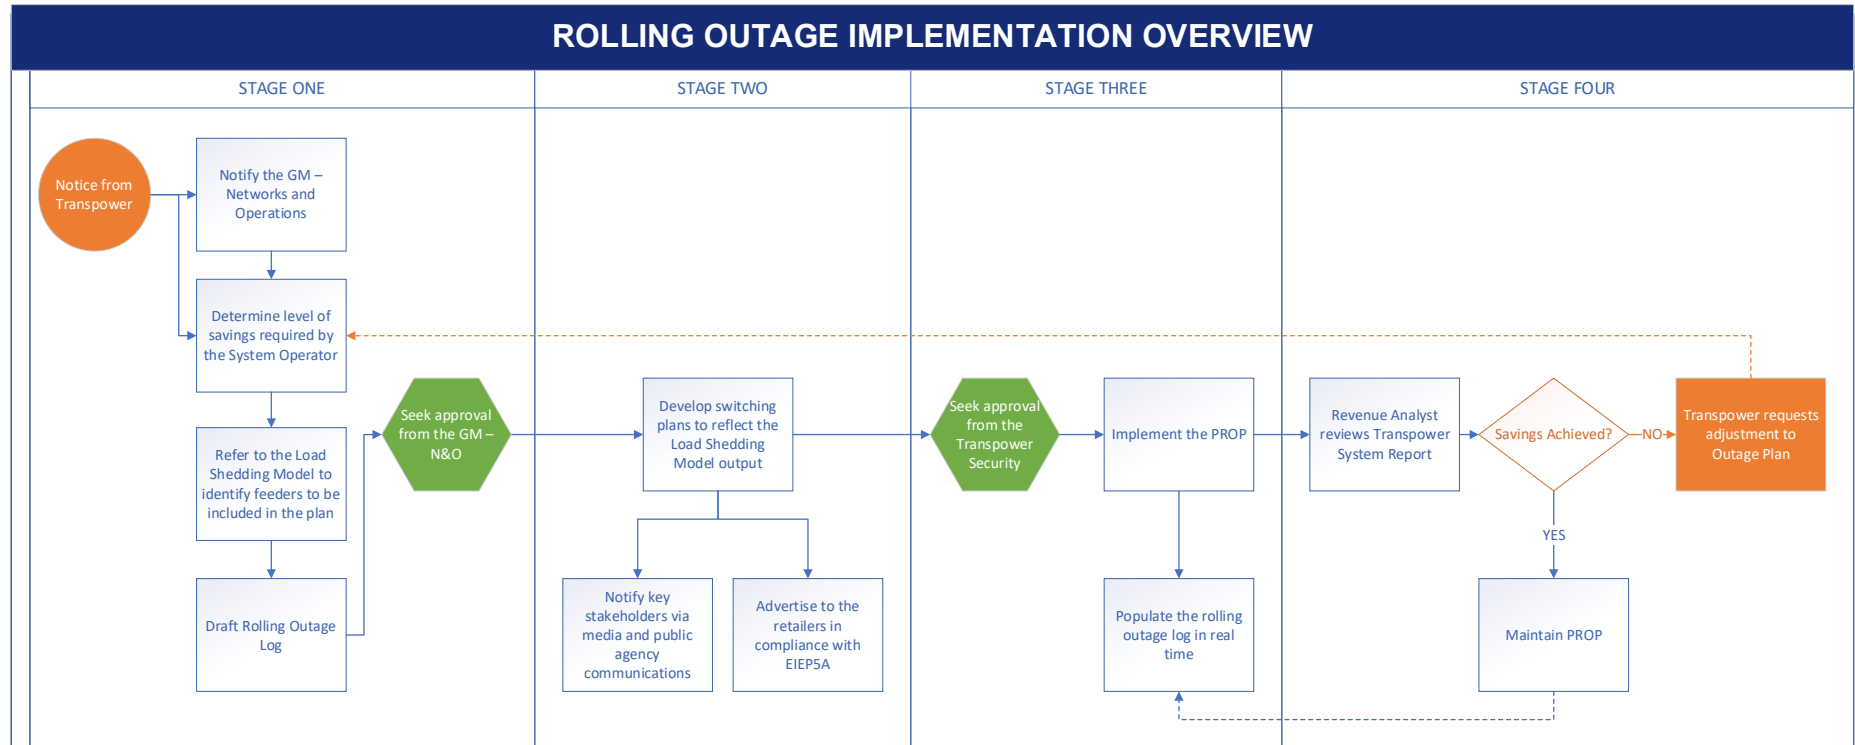 ROLLING OUTAGE IMPLEMENTATION OVERVIEW
STAGE ONE
STAGE TWO
STAGE THREE
STAGE FOUR
Notice from
Transpower
Notify the GM –
Networks and
Operations
Determine level of
savings required by
the System Operator
Refer to the Load
Shedding Model to
identify feeders to be
included in the plan
Draft Rolling Outage
Log
Seek approval
from the GM –
N&O
Develop switching
plans to reflect the
Load Shedding
Model output
Notify key
stakeholders via
media and public
agency
communications
Advertise to the
retailers in
compliance with
EIEP5A
Seek approval
from the
Transpower
Security
Implement the PROP
Populate the rolling
outage log in real
time
Revenue Analyst
reviews Transpower
System Report
Savings Achieved?
NO
Transpower requests
adjustment to
Outage Plan
YES
Maintain PROP